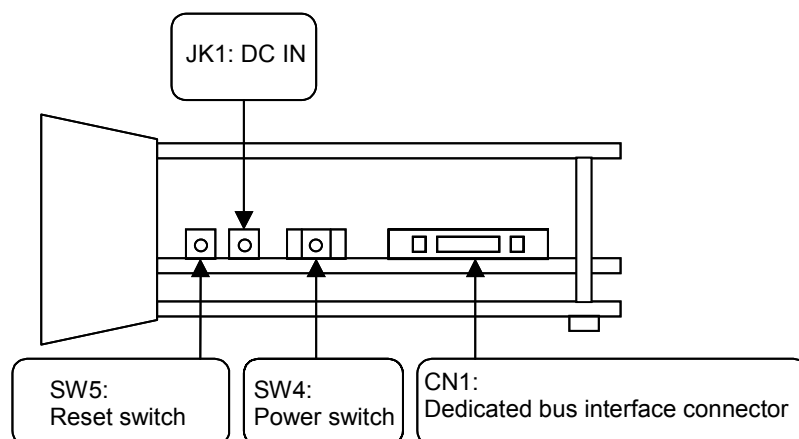 JK1: DC IN
SW5:
Reset switch
SW4:
Power switch
CN1:
Dedicated bus interface connector